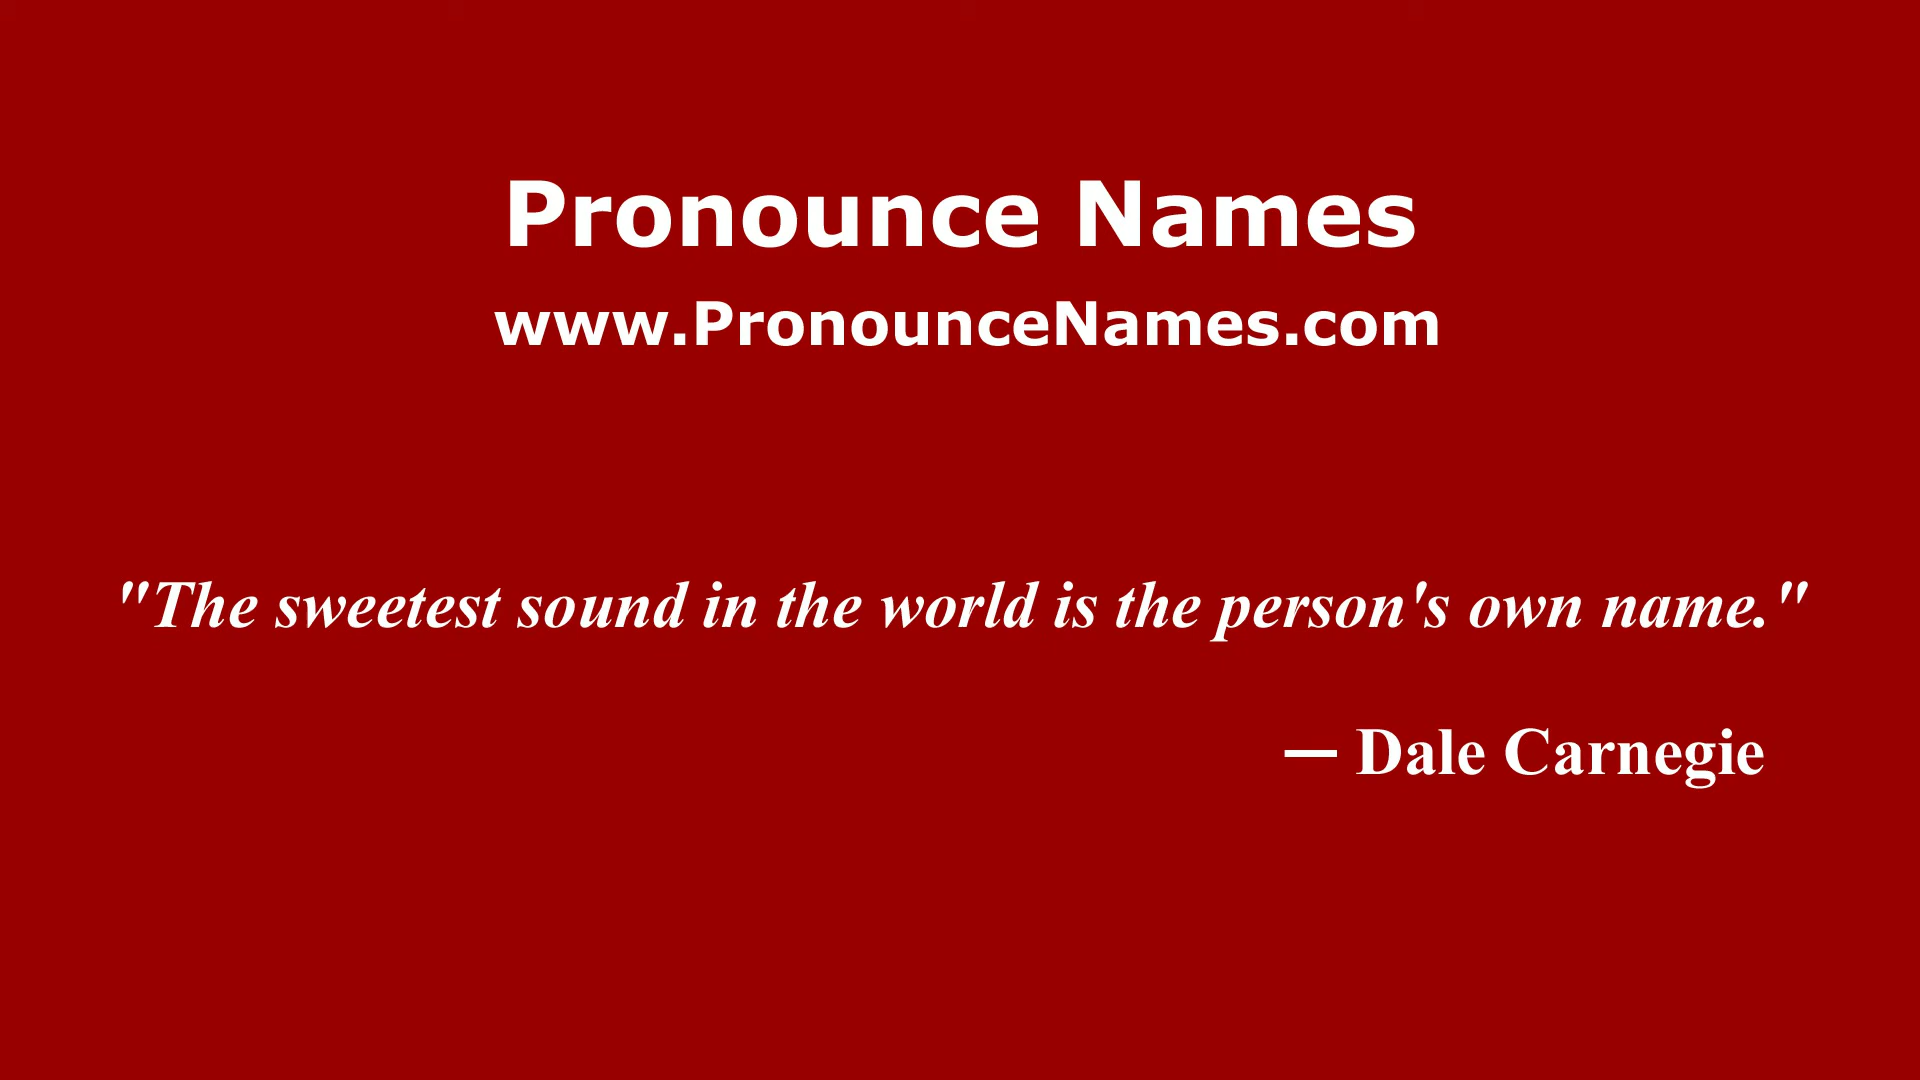 Pronounce Names
www.PronounceNames.com
"The sweetest sound in the world is the person's own name."
— Dale Carnegie